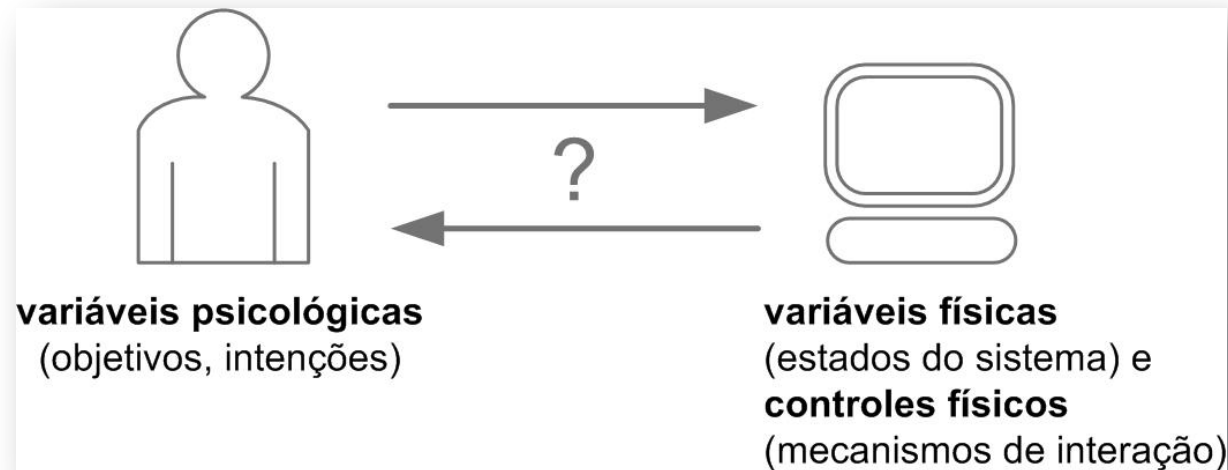 ?
variáveis psicológicas
(objetivos, intenções)
variáveis físicas
(estados do sistema) e
controles físicos
(mecanismos de interação)